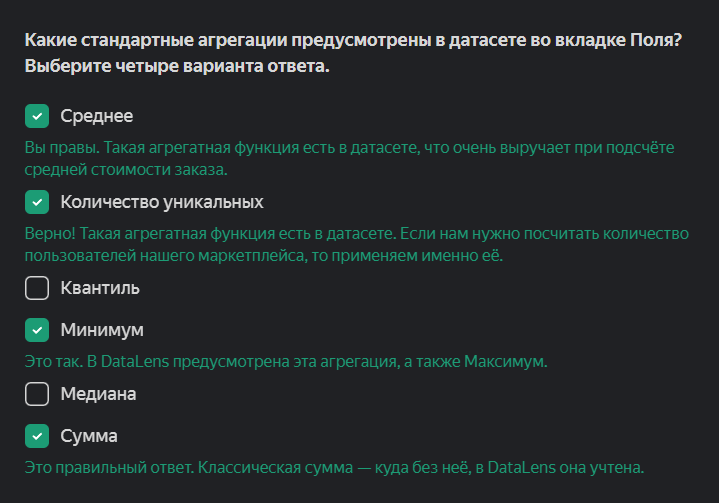 Какие стандартные агрегации предусмотрены в датасете во вкладке Поля?
Выберите четыре варианта ответа.
Среднее
Вы правы. Такая агрегатная функция есть в датасете, что очень выручает при подсчёте
средней стоимости заказа.
Количество уникальных
Верно! Такая агрегатная функция есть в датасете. Если нам нужно посчитать количество
пользователей нашего маркетплейса, то применяем именно её.
Квантиль
Минимум
Это так. В DataLens предусмотрена эта агрегация, а также Максимум.
Медиана
Сумма
Это правильный ответ. Классическая сумма — куда без неё, в DataLens она учтена.